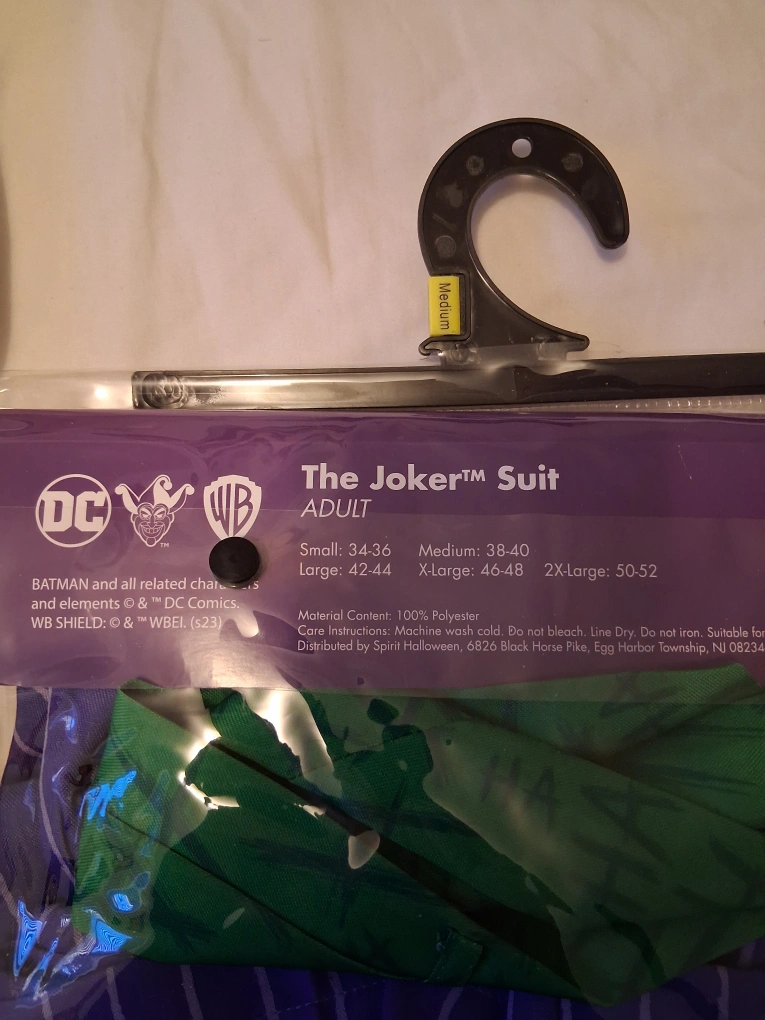 Medium
DC
WB
TM
The Joker™ Suit
ADULT
Small: 34-36 Medium: 38-40
Large: 42-44 X-Large: 46-48 2X-Large: 50-52
BATMAN and all related
and elements © & ™ DC Comics.
WB SHIELD: © & ™ WBEI. (s23)
Material Content: 100% Polyester
Care Instructions: Machine wash cold. Do not bleach. Line Dry. Do not iron. Suitable for
Distributed by Spirit Halloween, 6826 Black Horse Pike, Egg Harbor Township, NJ 08234
HA
HA